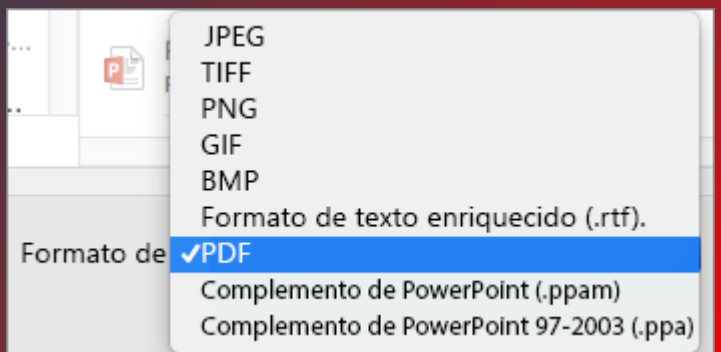 JPEG
TIFF
PNG
GIF
BMP
Formato de texto enriquecido (.rtf).
Formato de ✓PDF
Complemento de PowerPoint (.ppam)
Complemento de PowerPoint 97-2003 (.ppa)